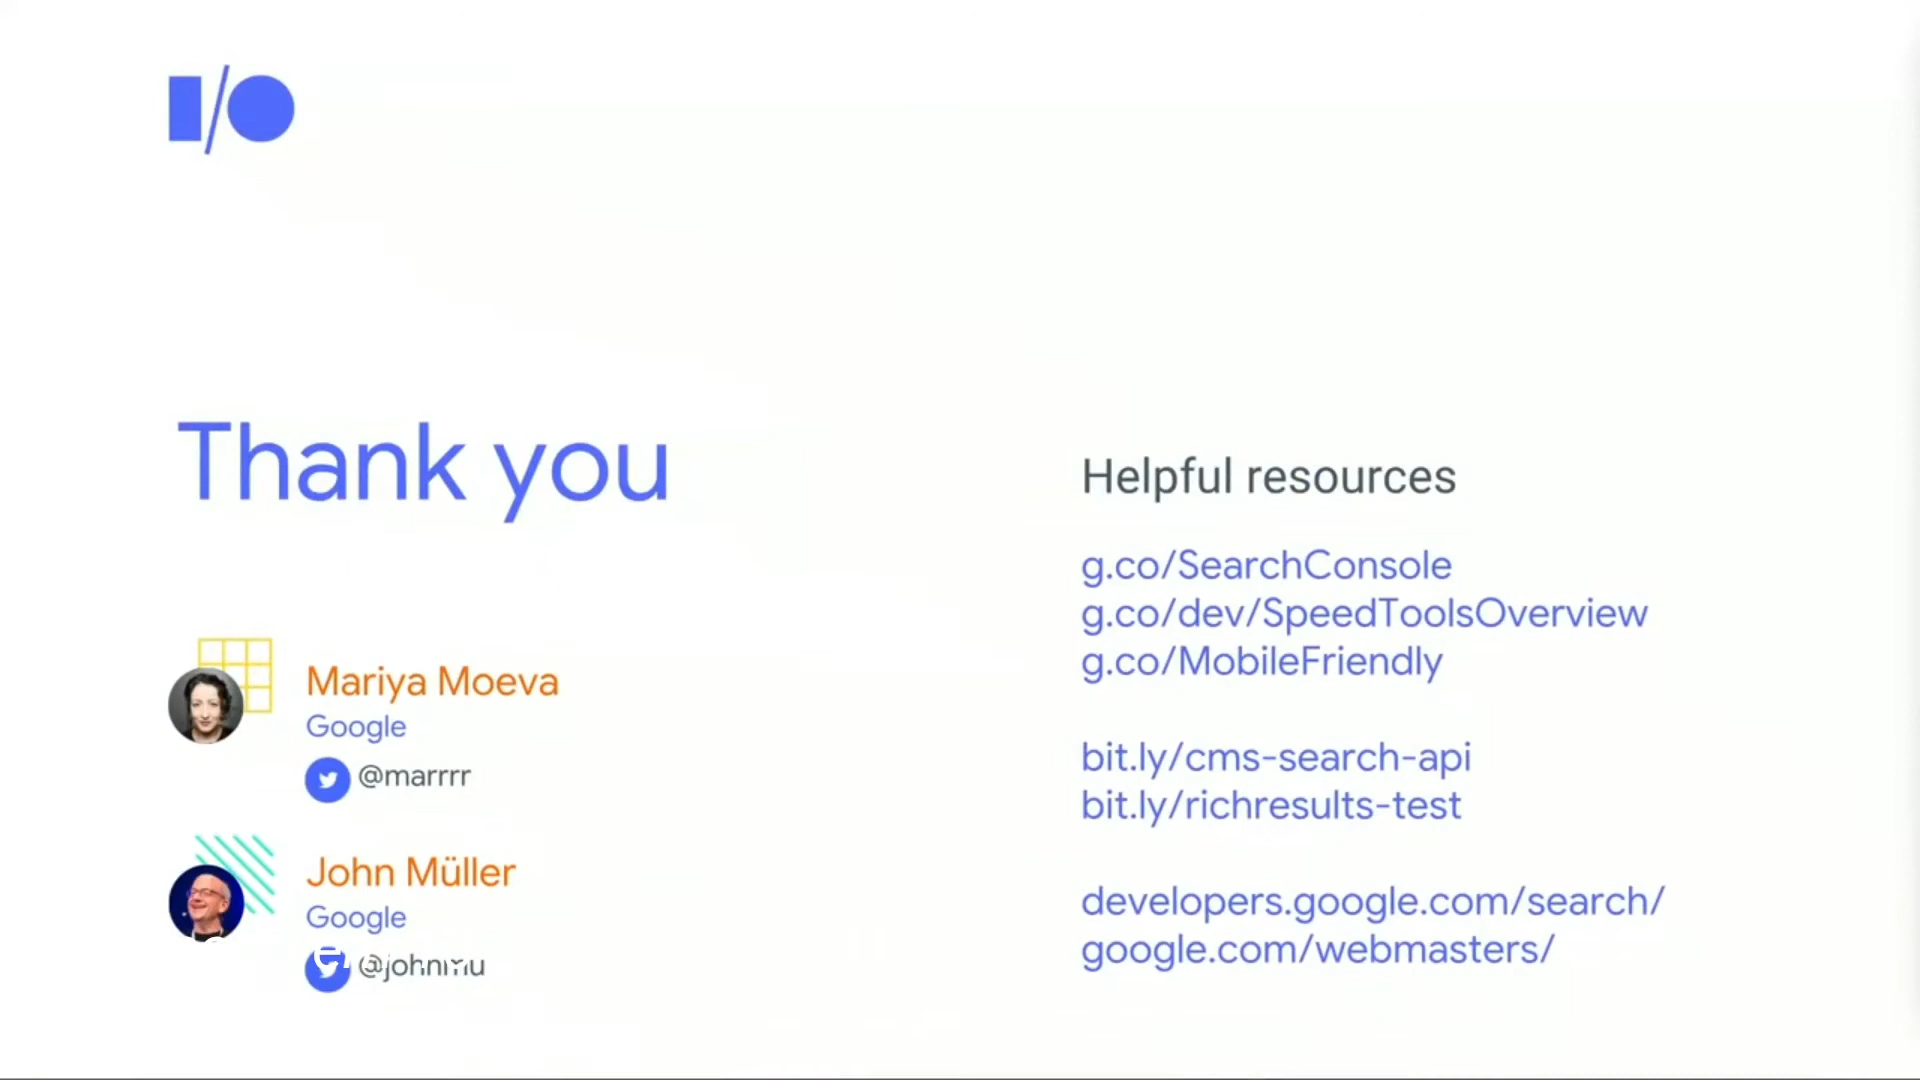 I/O
Thank you
Mariya Moeva
Google
@marrrr
John Müller
Google
@johnmu
Helpful resources
g.co/SearchConsole
g.co/dev/SpeedToolsOverview
g.co/MobileFriendly
bit.ly/cms-search-api
bit.ly/richresults-test
developers.google.com/search/
google.com/webmasters/